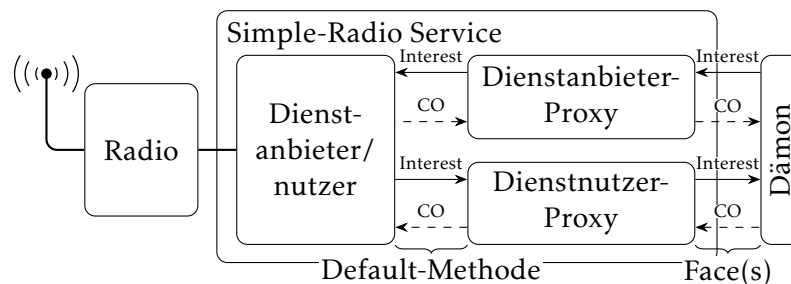 Simple-Radio Service
Radio
Dienst-
anbieter/
nutzer
Interest
CO
Interest
CO
Dienstanbieter-
Proxy
Dienstnutzer-
Proxy
Interest
CO
Interest
CO
Dämon
Default-Methode
Face(s)